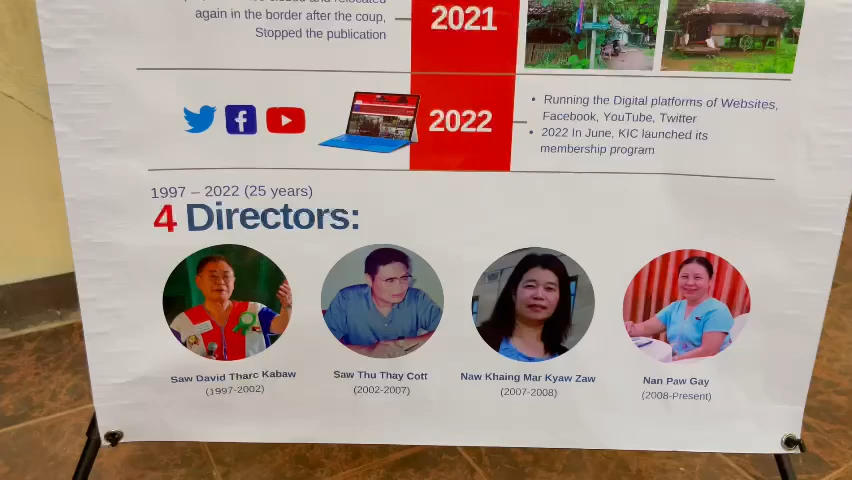 again in the border after the coup,
Stopped the publication
2021
2022
• Running the Digital platforms of Websites,
Facebook, YouTube, Twitter
• 2022 In June, KIC launched its
membership program
1997 – 2022 (25 years)
4 Directors:
Saw David Tharc Kabaw
(1997-2002)
Saw Thu Thay Cott
(2002-2007)
Naw Khaing Mar Kyaw Zaw
(2007-2008)
Nan Paw Gay
(2008-Present)